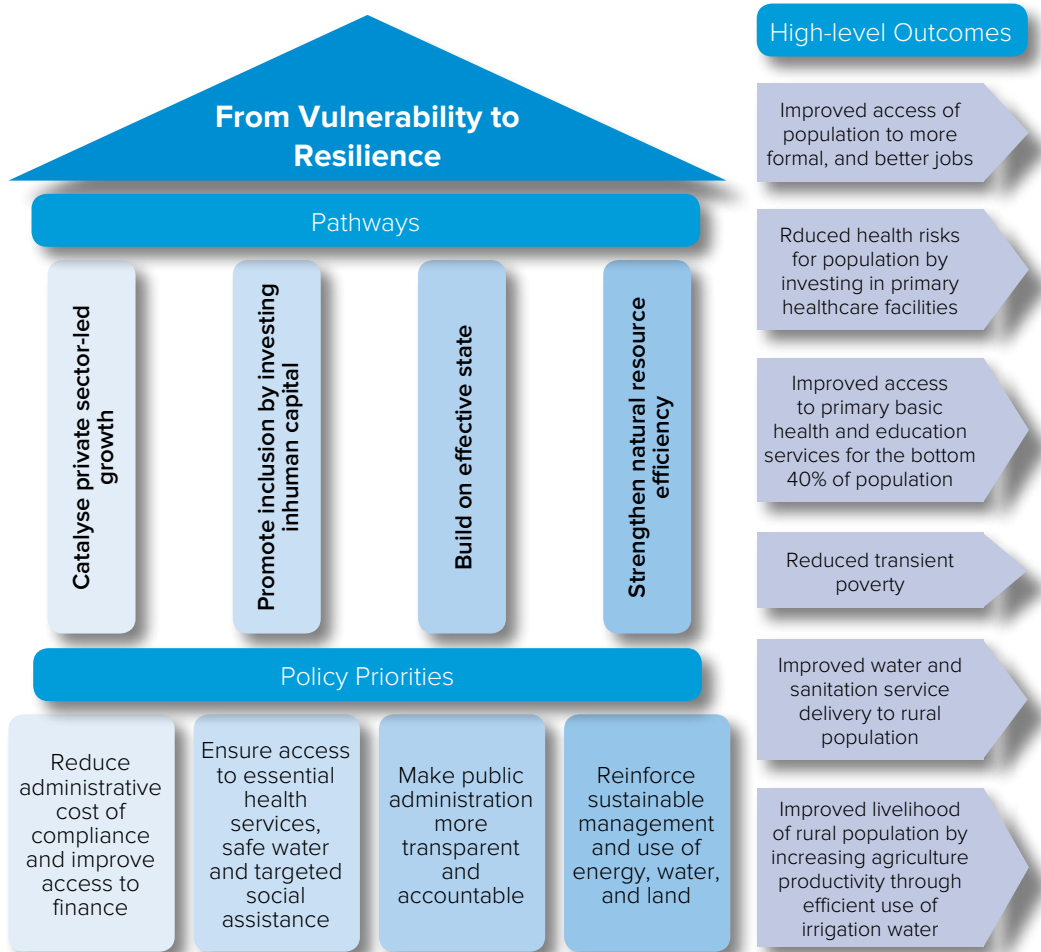 From Vulnerability to
Resilience
Pathways
Catalyse private sector-led
growth
Promote inclusion by investing
inhuman capital
Build on effective state
Strengthen natural resource
efficiency
Policy Priorities
Reduce
administrative
cost of
compliance
and improve
access to
finance
Ensure access
to essential
health
services,
safe water
and targeted
social
assistance
Make public
administration
more
transparent
and
accountable
Reinforce
sustainable
management
and use of
energy, water,
and land
High-level Outcomes
Improved access of
population to more
formal, and better jobs
Rduced health risks
for population by
investing in primary
healthcare facilities
Improved access
to primary basic
health and education
services for the bottom
40% of population
Reduced transient
poverty
Improved water and
sanitation service
delivery to rural
population
Improved livelihood
of rural population by
increasing agriculture
productivity through
efficient use of
irrigation water